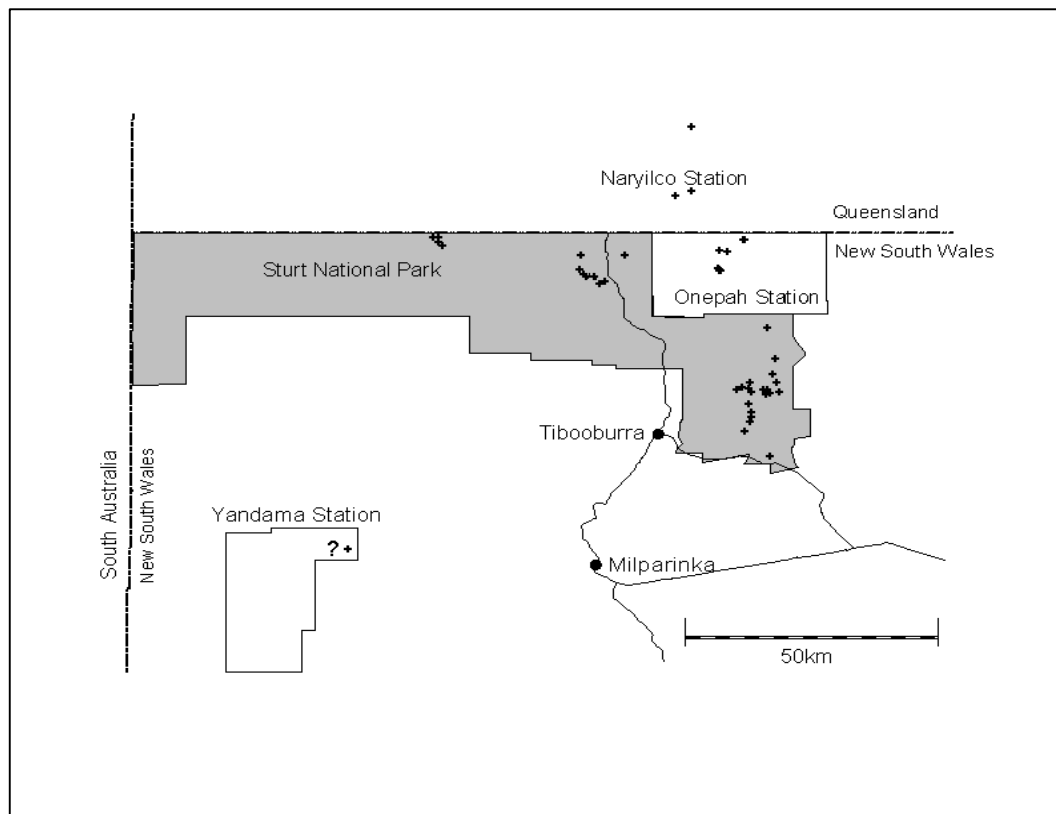 Naryilco Station
Queensland
New South Wales
Sturt National Park
Onepah Station
Tibooburra
South Australia
New South Wales
Yandama Station
?
Milparinka
50km